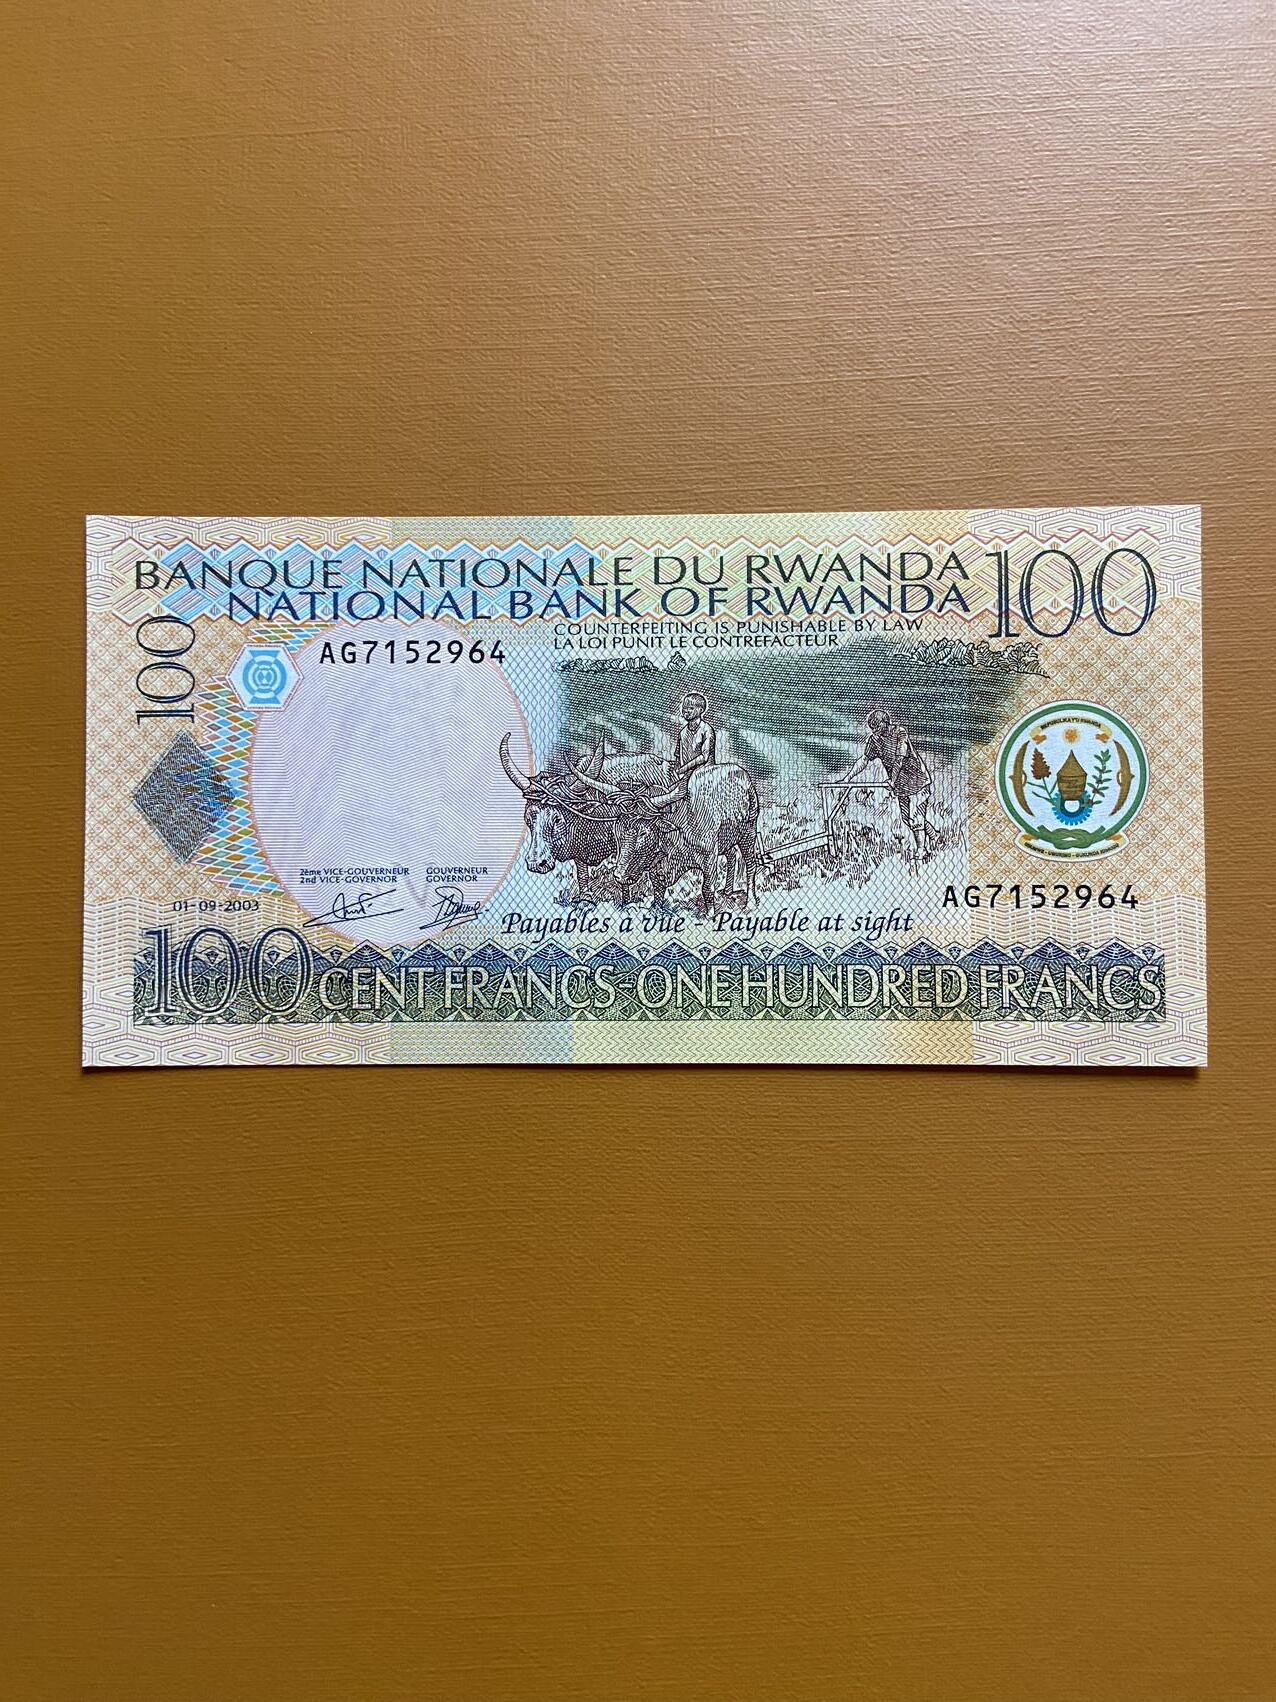 BANQUE NATIONALE DU RWANDA
NATIONAL BANK OF RWANDA
100
COUNTERFEITING IS PUNISHABLE BY LAW
LA LOI PUNIT LE CONTREFACTEUR
100
AG7152964
REPUBULIKA Y'U RWANDA
2ème VICE-GOUVERNEUR
2nd VICE-GOVERNOR
GOUVERNEUR
GOVERNOR
01-09-2003
AG7152964
Payables à vue - Payable at sight
100 CENT FRANCS-ONE HUNDRED FRANCS